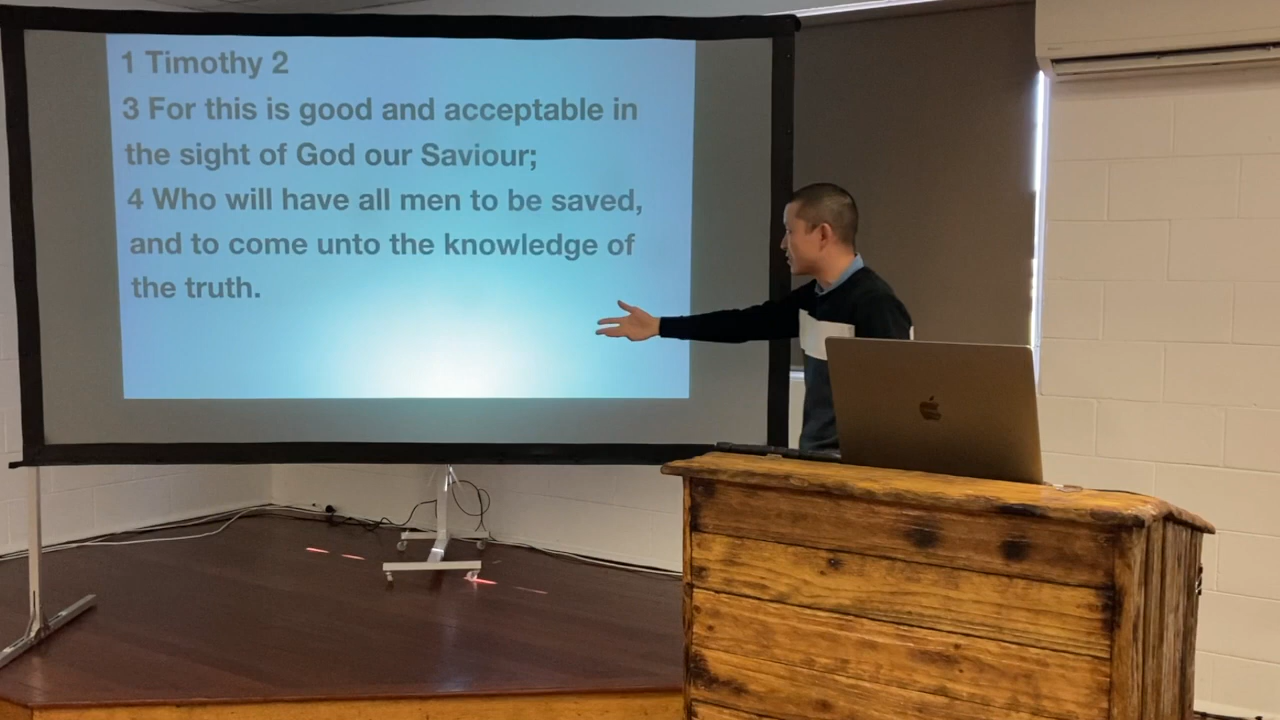 1 Timothy 2
3 For this is good and acceptable in
the sight of God our Saviour;
4 Who will have all men to be saved,
and to come unto the knowledge of
the truth.